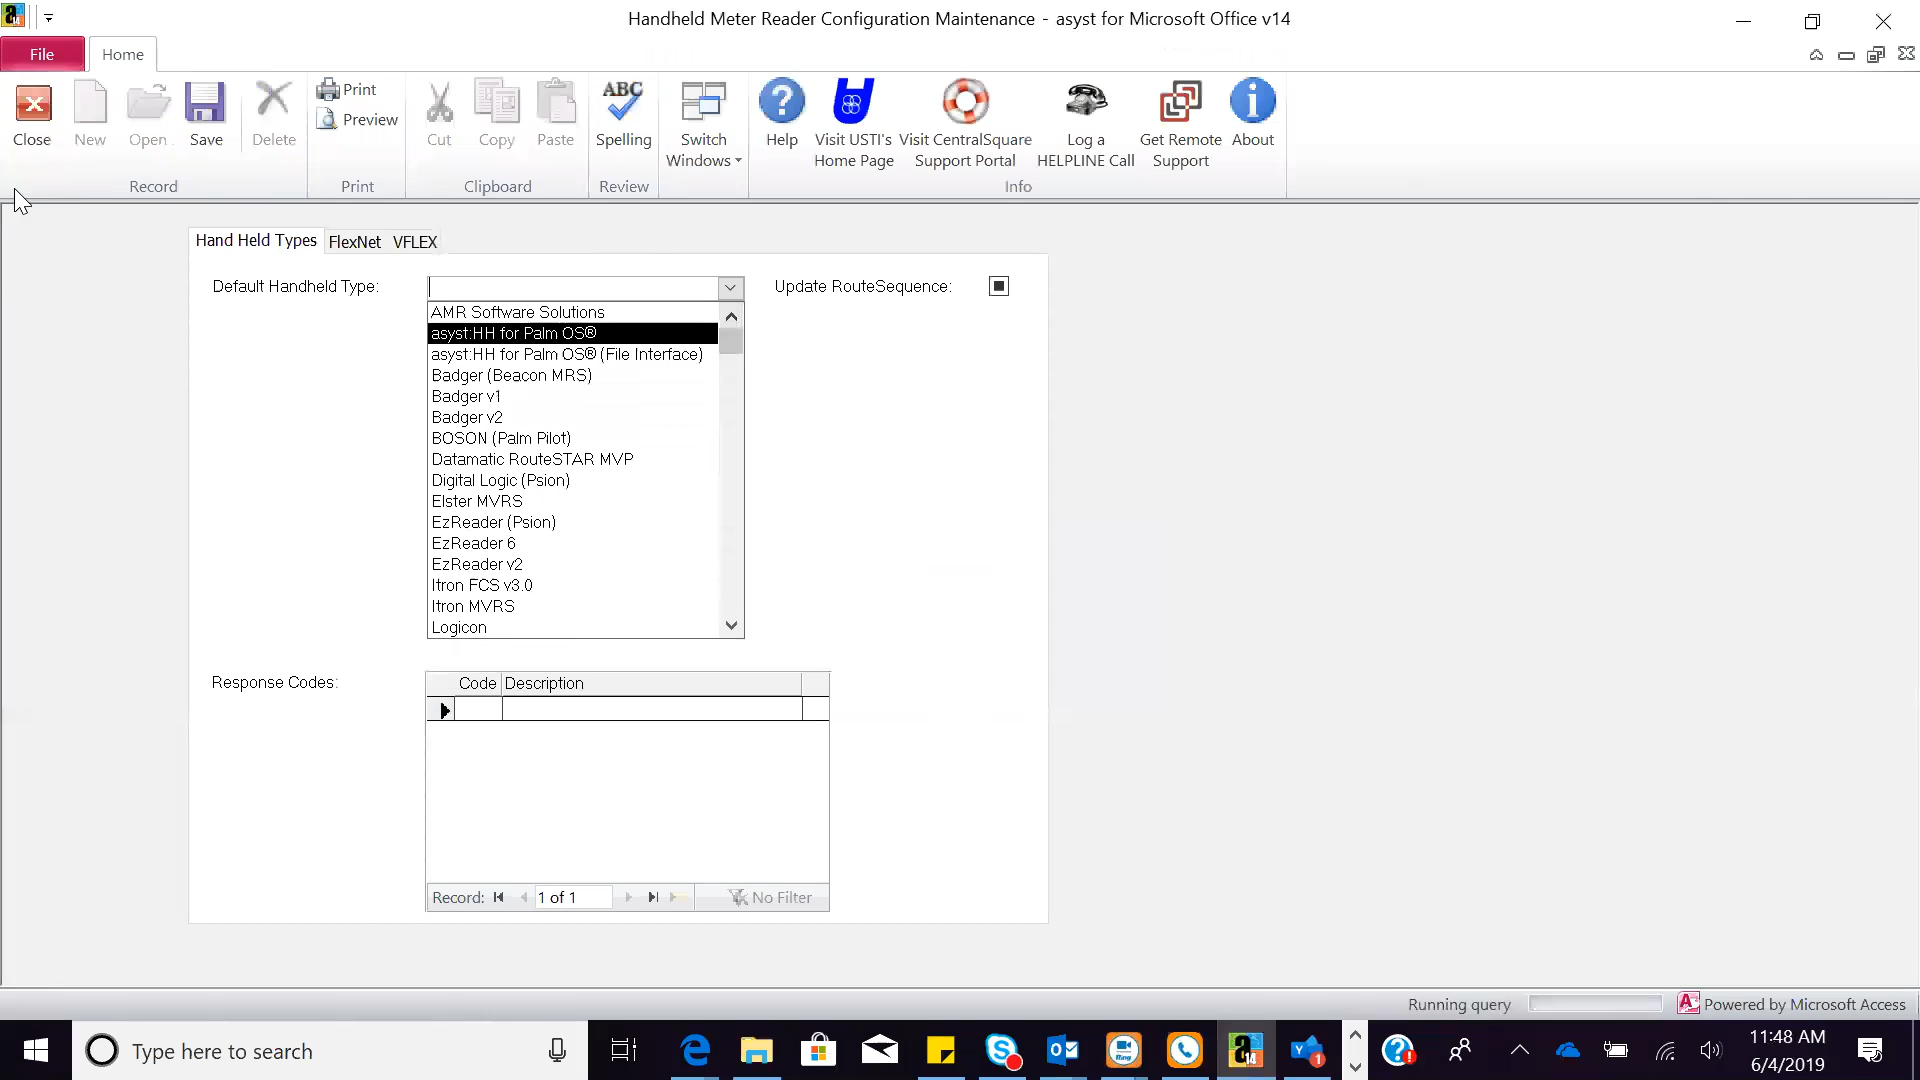 Handheld Meter Reader Configuration Maintenance - asyst for Microsoft Office v14
File Home
Close New Open Save Delete
Print
Preview
Cut Copy Paste
ABC
Spelling
Switch
Windows
Help
Visit USTI's
Home Page
Visit CentralSquare
Support Portal
Log a
HELPLINE Call
Get Remote
Support
About
Record Print Clipboard Review Info
Hand Held Types FlexNet VFLEX
Default Handheld Type:
Update RouteSequence:
AMR Software Solutions
asyst:HH for Palm OS®
asyst:HH for Palm OS® (File Interface)
Badger (Beacon MRS)
Badger v1
Badger v2
BOSON (Palm Pilot)
Datamatic RouteSTAR MVP
Digital Logic (Psion)
Elster MVRS
EzReader (Psion)
EzReader 6
EzReader v2
Itron FCS v3.0
Itron MVRS
Logicon
Response Codes:
Code Description
Record: 1 of 1 No Filter
Running query
Powered by Microsoft Access
Type here to search
11:48 AM
6/4/2019